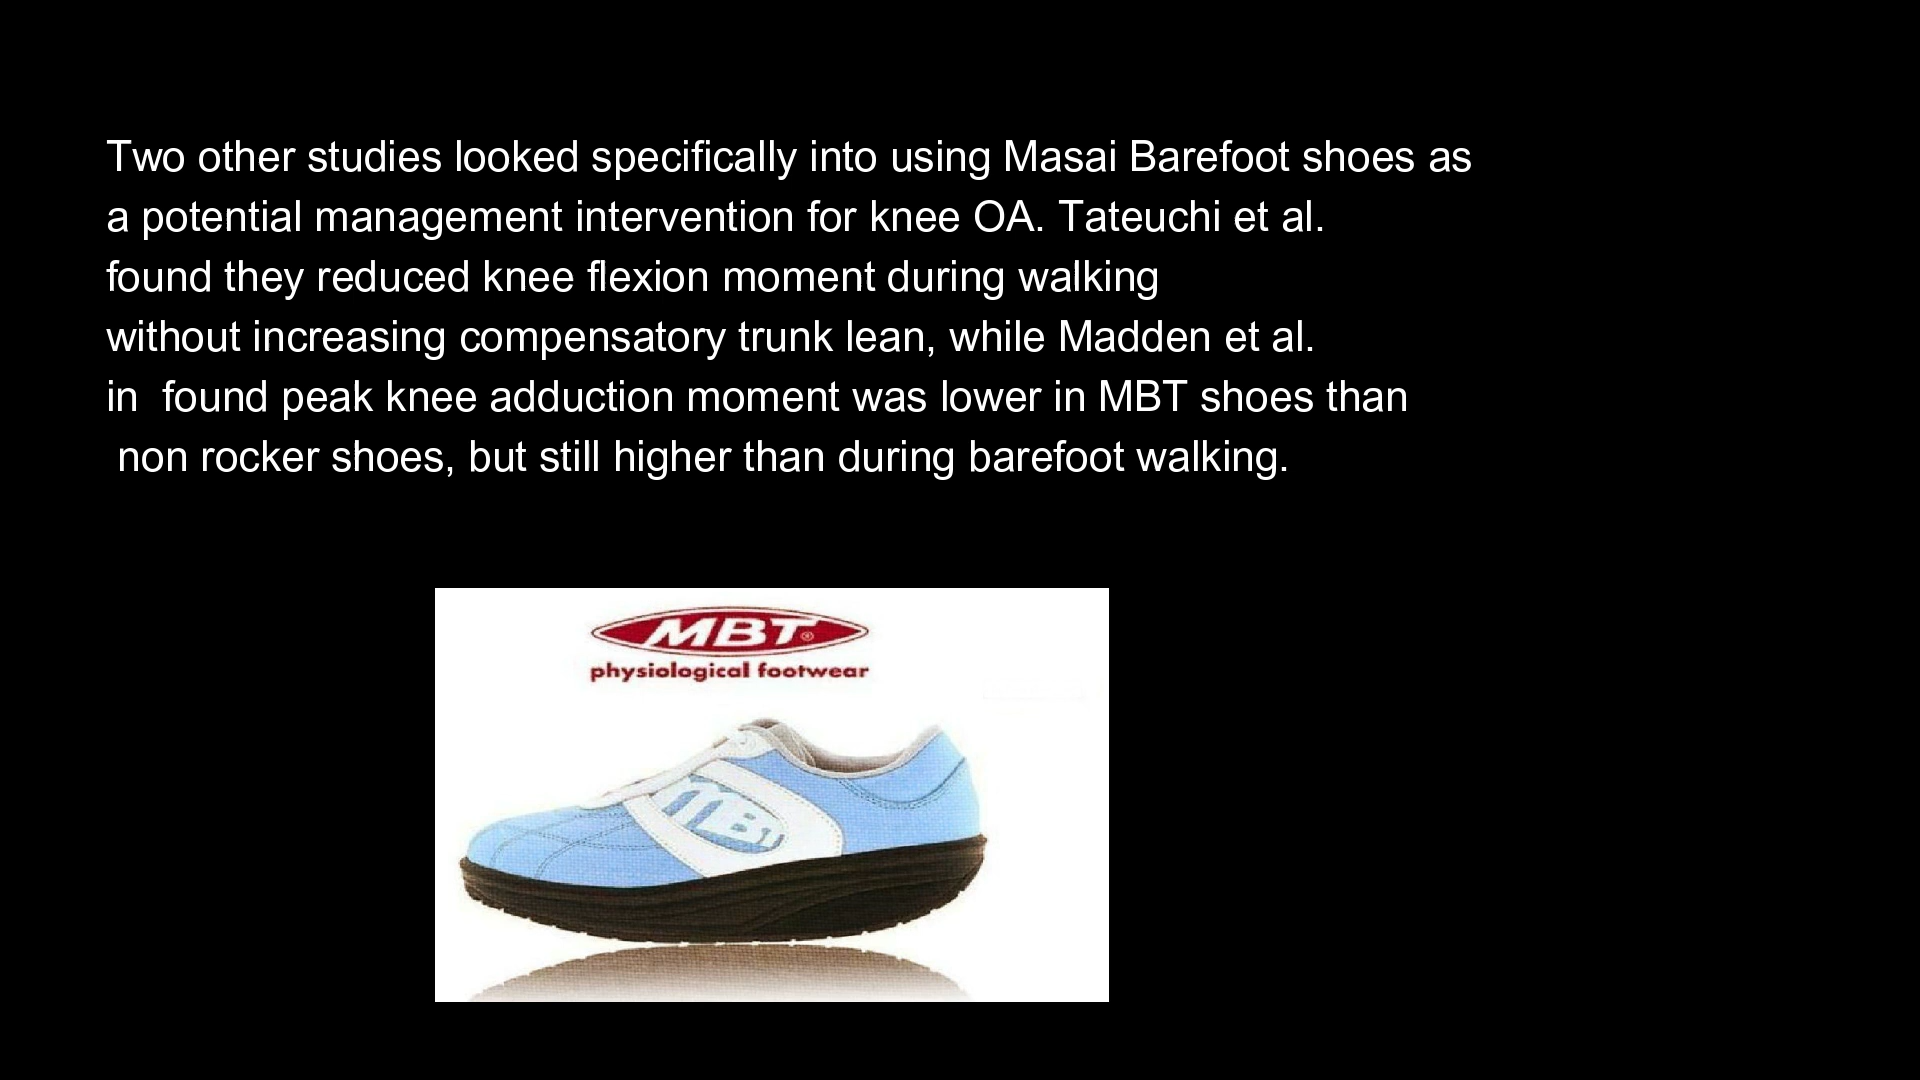 Two other studies looked specifically into using Masai Barefoot shoes as
a potential management intervention for knee OA. Tateuchi et al.
found they reduced knee flexion moment during walking
without increasing compensatory trunk lean, while Madden et al.
in  found peak knee adduction moment was lower in MBT shoes than
non rocker shoes, but still higher than during barefoot walking.
MBT®
physiological footwear
MBT